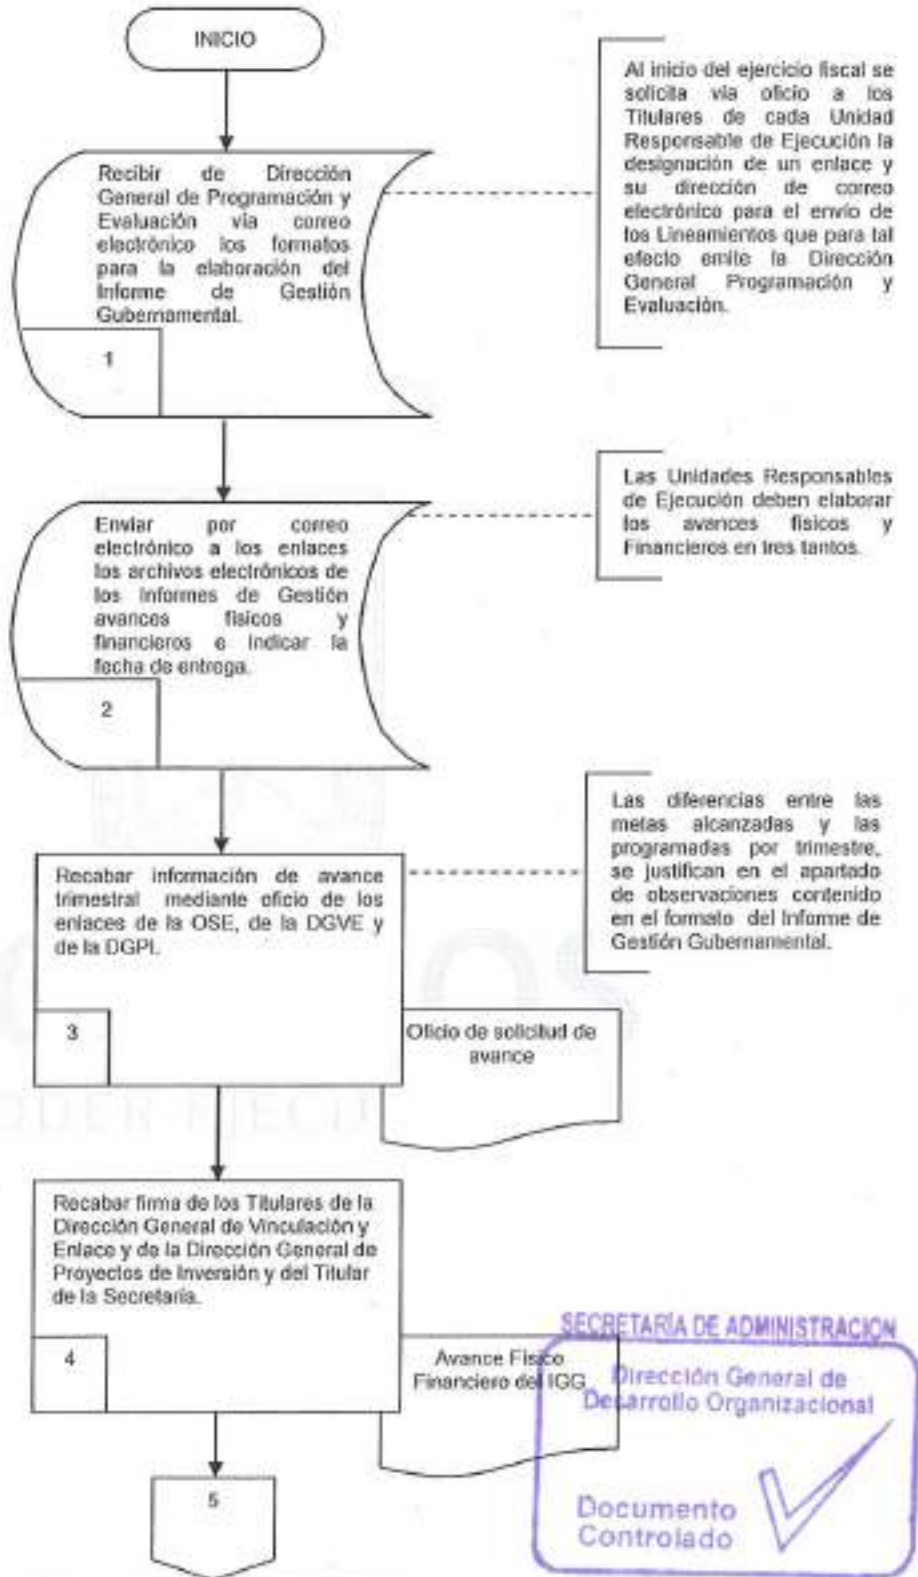 INICIO
Recibir de Dirección
General de Programación y
Evaluación vía correo
electrónico los formatos
para la elaboración del
Informe de Gestión
Gubernamental.
1
Al inicio del ejercicio fiscal se
solicita vía oficio a los
Titulares de cada Unidad
Responsable de Ejecución la
designación de un enlace y
su dirección de correo
electrónico para el envío de
los Lineamientos que para tal
efecto emite la Dirección
General Programación y
Evaluación.
Enviar por correo
electrónico a los enlaces
los archivos electrónicos de
los Informes de Gestión
avances físicos y
financieros e indicar la
fecha de entrega.
2
Las Unidades Responsables
de Ejecución deben elaborar
los avances físicos y
Financieros en tres tantos.
Recabar información de avance
trimestral mediante oficio de los
enlaces de la OSE, de la DGVE y
de la DGPI.
3
Oficio de solicitud de
avance
Las diferencias entre las
metas alcanzadas y las
programadas por trimestre,
se justifican en el apartado
de observaciones contenido
en el formato del Informe de
Gestión Gubernamental.
Recabar firma de los Titulares de la
Dirección General de Vinculación y
Enlace y de la Dirección General de
Proyectos de Inversión y del Titular
de la Secretaría.
4
Avance Físico
Financiero del IGG
5
SECRETARÍA DE ADMINISTRACIÓN
Dirección General de
Desarrollo Organizacional
Documento
Controlado